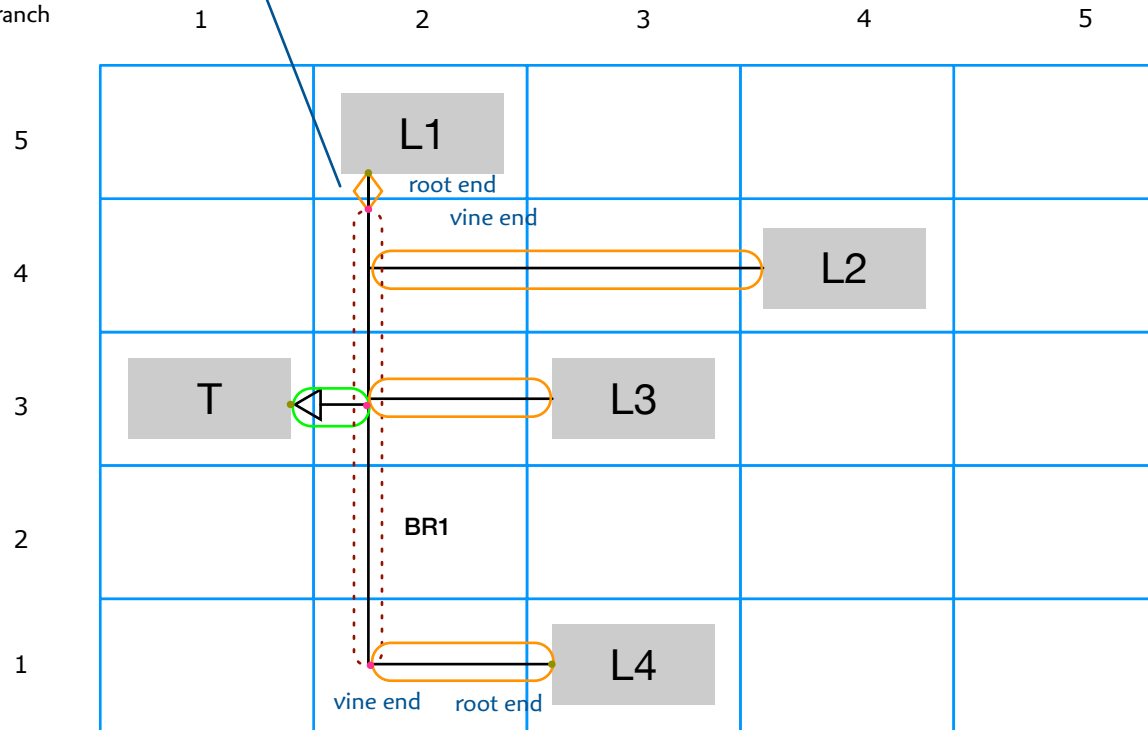 ranch
1 2 3 4 5
5
L1
root end
vine end
4
L2
T
3
L3
2
BR1
1
L4
vine end root end